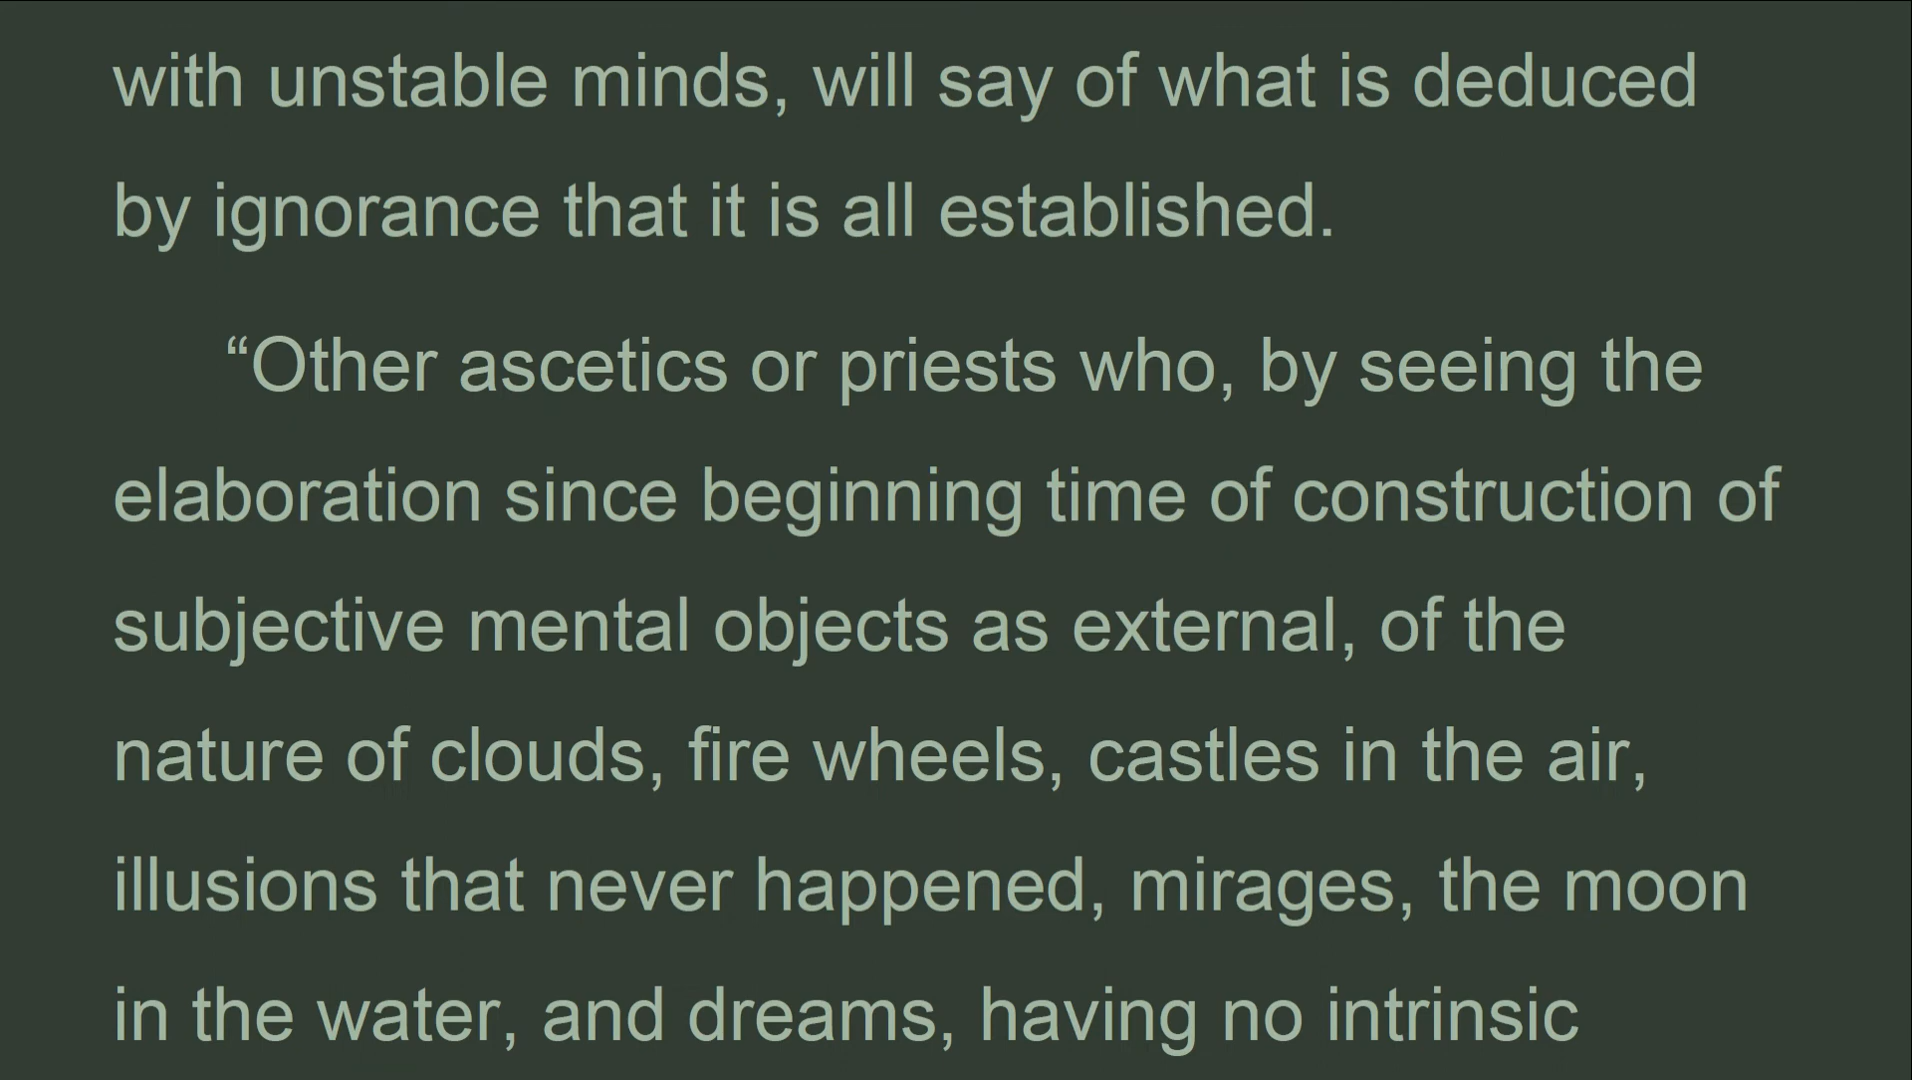 with unstable minds, will say of what is deduced
by ignorance that it is all established.
“Other ascetics or priests who, by seeing the
elaboration since beginning time of construction of
subjective mental objects as external, of the
nature of clouds, fire wheels, castles in the air,
illusions that never happened, mirages, the moon
in the water, and dreams, having no intrinsic